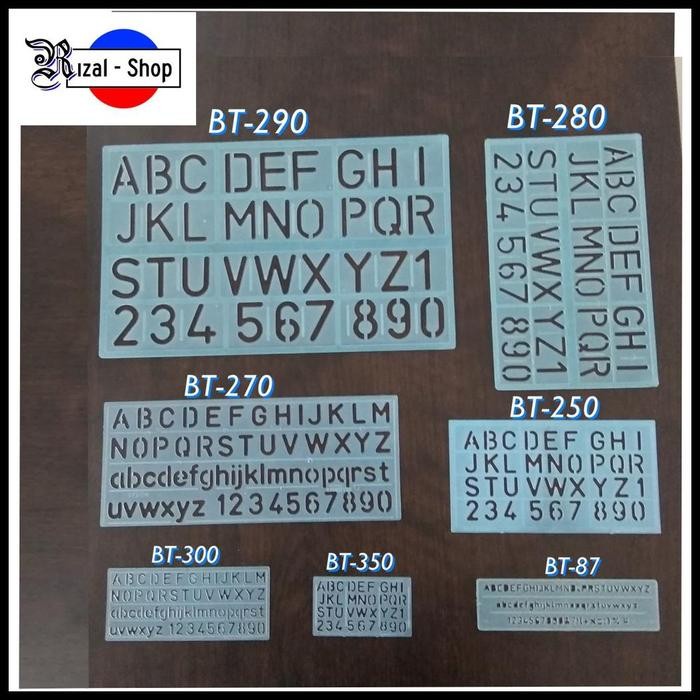 Rizal - Shop
BT-290
ABC DEF GH I
JKL MNO PQR
STU VWX YZ1
234 567 890
BT-280
ABC DEF GH I
JKL MNO PQR
STU VWX YZ1
234 567 890
BT-270
ABCDEFGHIJKLM
NOPQRSTUVWXYZ
abcdefghijklmnopqrst
uvwxyz 1234567890
BT-250
ABC DEF GH I
JKL MNO PQR
STU VWX YZ1
234 567 890
BT-300
ABCDEFGHIJKLM
NOPQRSTUVWXYZ
abcdefghijklmnopqrst
uvwxyz 1234567890
BT-350
ABC DEF GHI
JKL MNO PQR
STU VWX YZ1
234 567 890
BT-87